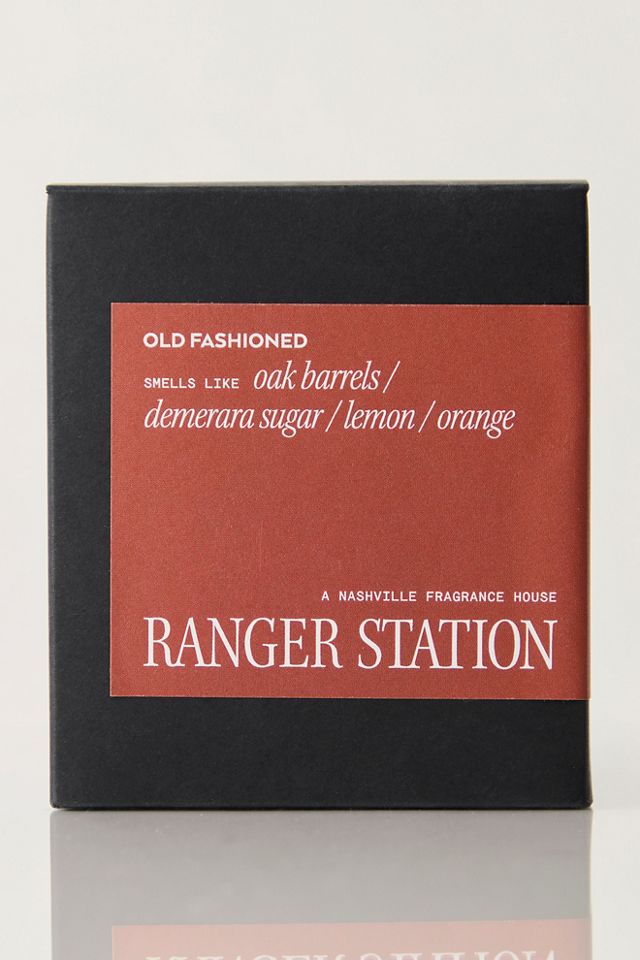 OLD FASHIONED
SMELLS LIKE oak barrels /
demerara sugar / lemon / orange
A NASHVILLE FRAGRANCE HOUSE
RANGER STATION